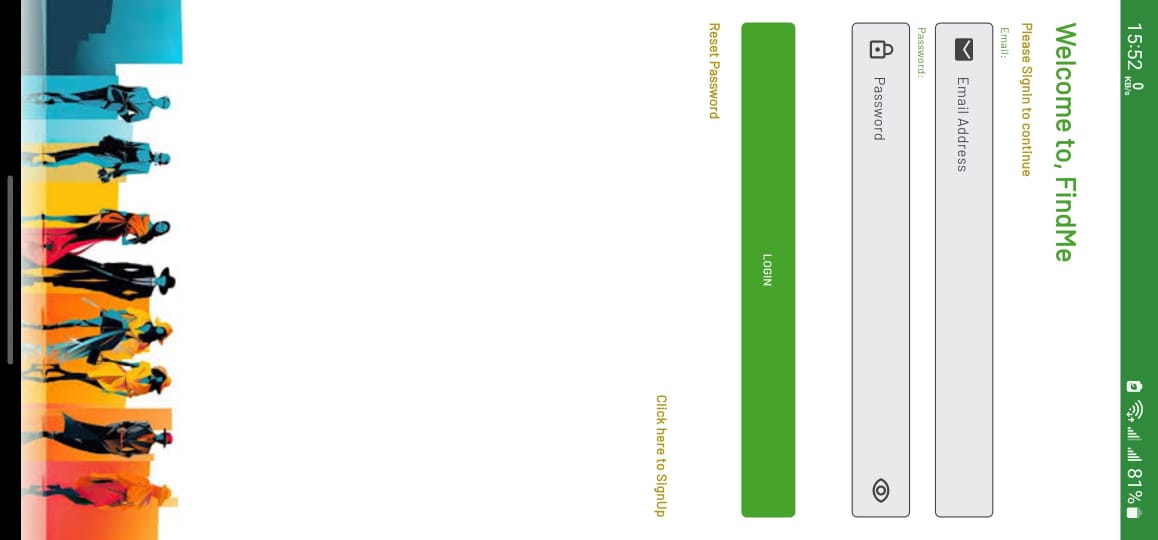 15:52 0 KB/s 81%
Welcome to, FindMe
Please SignIn to continue
Email:
Email Address
Password:
Password
LOGIN
Reset Password
Click here to SignUp